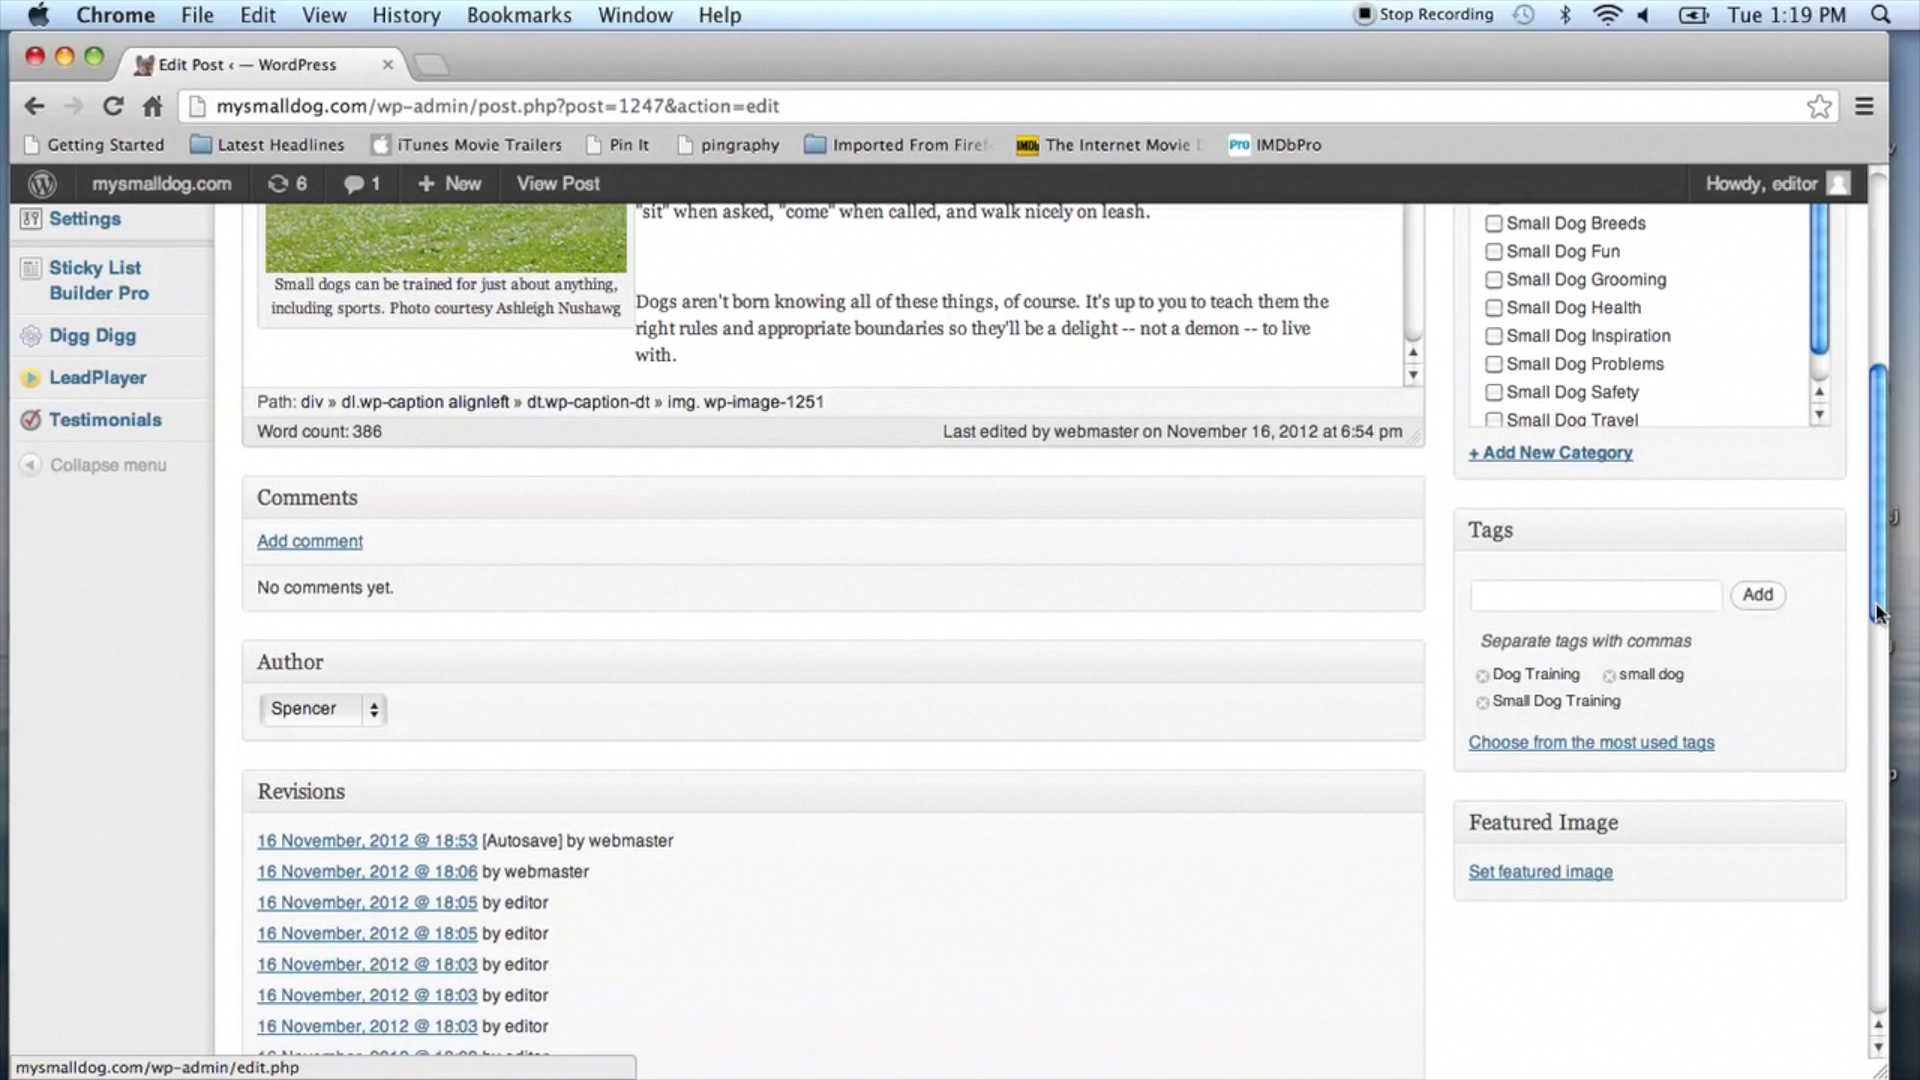 Chrome File Edit View History Bookmarks Window Help Stop Recording Tue 1:19 PM
Edit Post ‹ — WordPress
mysmalldog.com/wp-admin/post.php?post=1247&action=edit
Getting Started Latest Headlines iTunes Movie Trailers Pin It pingraphy Imported From Firef IMDb The Internet Movie D Pro IMDbPro
mysmalldog.com 6 1 + New View Post Howdy, editor
Settings
Sticky List
Builder Pro
Digg Digg
LeadPlayer
Testimonials
Collapse menu
"sit" when asked, "come" when called, and walk nicely on leash.
Small dogs can be trained for just about anything,
including sports. Photo courtesy Ashleigh Nushawg
Dogs aren't born knowing all of these things, of course. It's up to you to teach them the
right rules and appropriate boundaries so they'll be a delight -- not a demon -- to live
with.
Path: div » dl.wp-caption alignleft » dt.wp-caption-dt » img. wp-image-1251
Word count: 386 Last edited by webmaster on November 16, 2012 at 6:54 pm
Comments
Add comment
No comments yet.
Author
Spencer
Revisions
16 November, 2012 @ 18:53 [Autosave] by webmaster
16 November, 2012 @ 18:06 by webmaster
16 November, 2012 @ 18:05 by editor
16 November, 2012 @ 18:05 by editor
16 November, 2012 @ 18:03 by editor
16 November, 2012 @ 18:03 by editor
16 November, 2012 @ 18:03 by editor
Small Dog Breeds
Small Dog Fun
Small Dog Grooming
Small Dog Health
Small Dog Inspiration
Small Dog Problems
Small Dog Safety
Small Dog Travel
+ Add New Category
Tags
Add
Separate tags with commas
Dog Training small dog
Small Dog Training
Choose from the most used tags
Featured Image
Set featured image
mysmalldog.com/wp-admin/edit.php